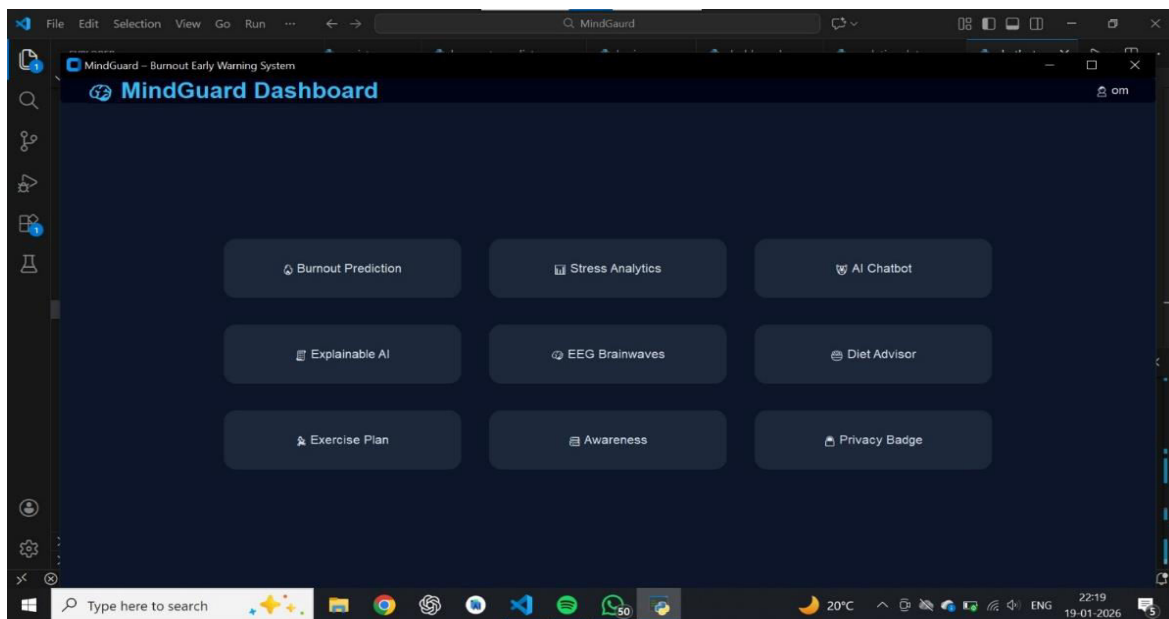 File Edit Selection View Go Run ... MindGaurd
MindGuard – Burnout Early Warning System
MindGuard Dashboard om
Burnout Prediction Stress Analytics AI Chatbot
Explainable AI EEG Brainwaves Diet Advisor
Exercise Plan Awareness Privacy Badge
Type here to search 50 20°C ENG 22:19
19-01-2026 5